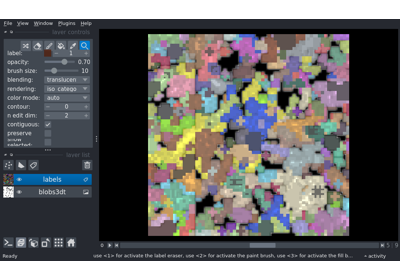 File View Plugins Window Help
layer controls
label: 1
opacity: 0.70
brush size: 10
blending: translucen
rendering: iso_catego
color mode: auto
contour: 0
n edit dim: 2
contiguous:
preserve
selected:
layer list
labels
blobs3dt
Ready
use <1> for activate the label eraser, use <2> for activate the paint brush, use <3> for activate the fill b...
activity